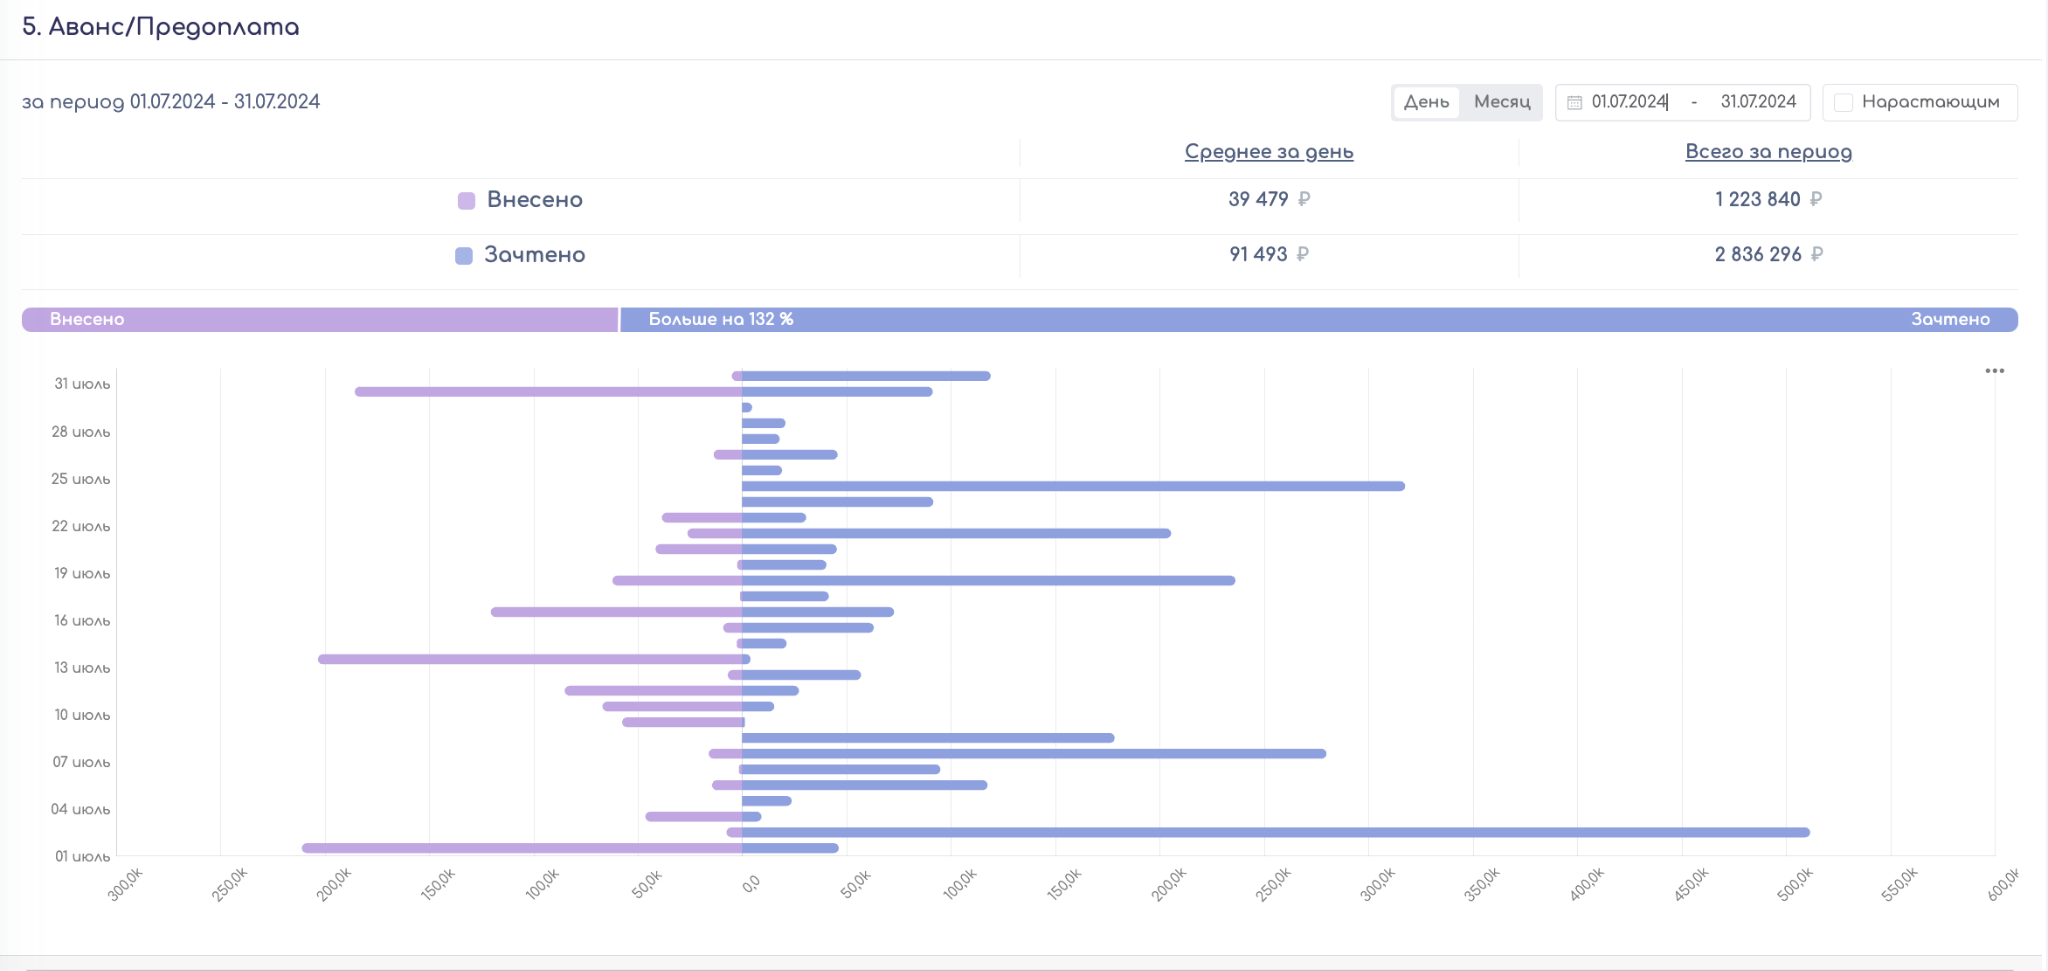 5. Аванс/Предоплата
за период 01.07.2024 - 31.07.2024
День Месяц 01.07.2024 - 31.07.2024 Нарастающим
Среднее за день Всего за период
Внесено 39 479 ₽ 1 223 840 ₽
Зачтено 91 493 ₽ 2 836 296 ₽
Внесено Больше на 132 % Зачтено
31 июль
28 июль
25 июль
22 июль
19 июль
16 июль
13 июль
10 июль
07 июль
04 июль
01 июль
300,0k 250,0k 200,0k 150,0k 100,0k 50,0k 0,0 50,0k 100,0k 150,0k 200,0k 250,0k 300,0k 350,0k 400,0k 450,0k 500,0k 550,0k 600,0k